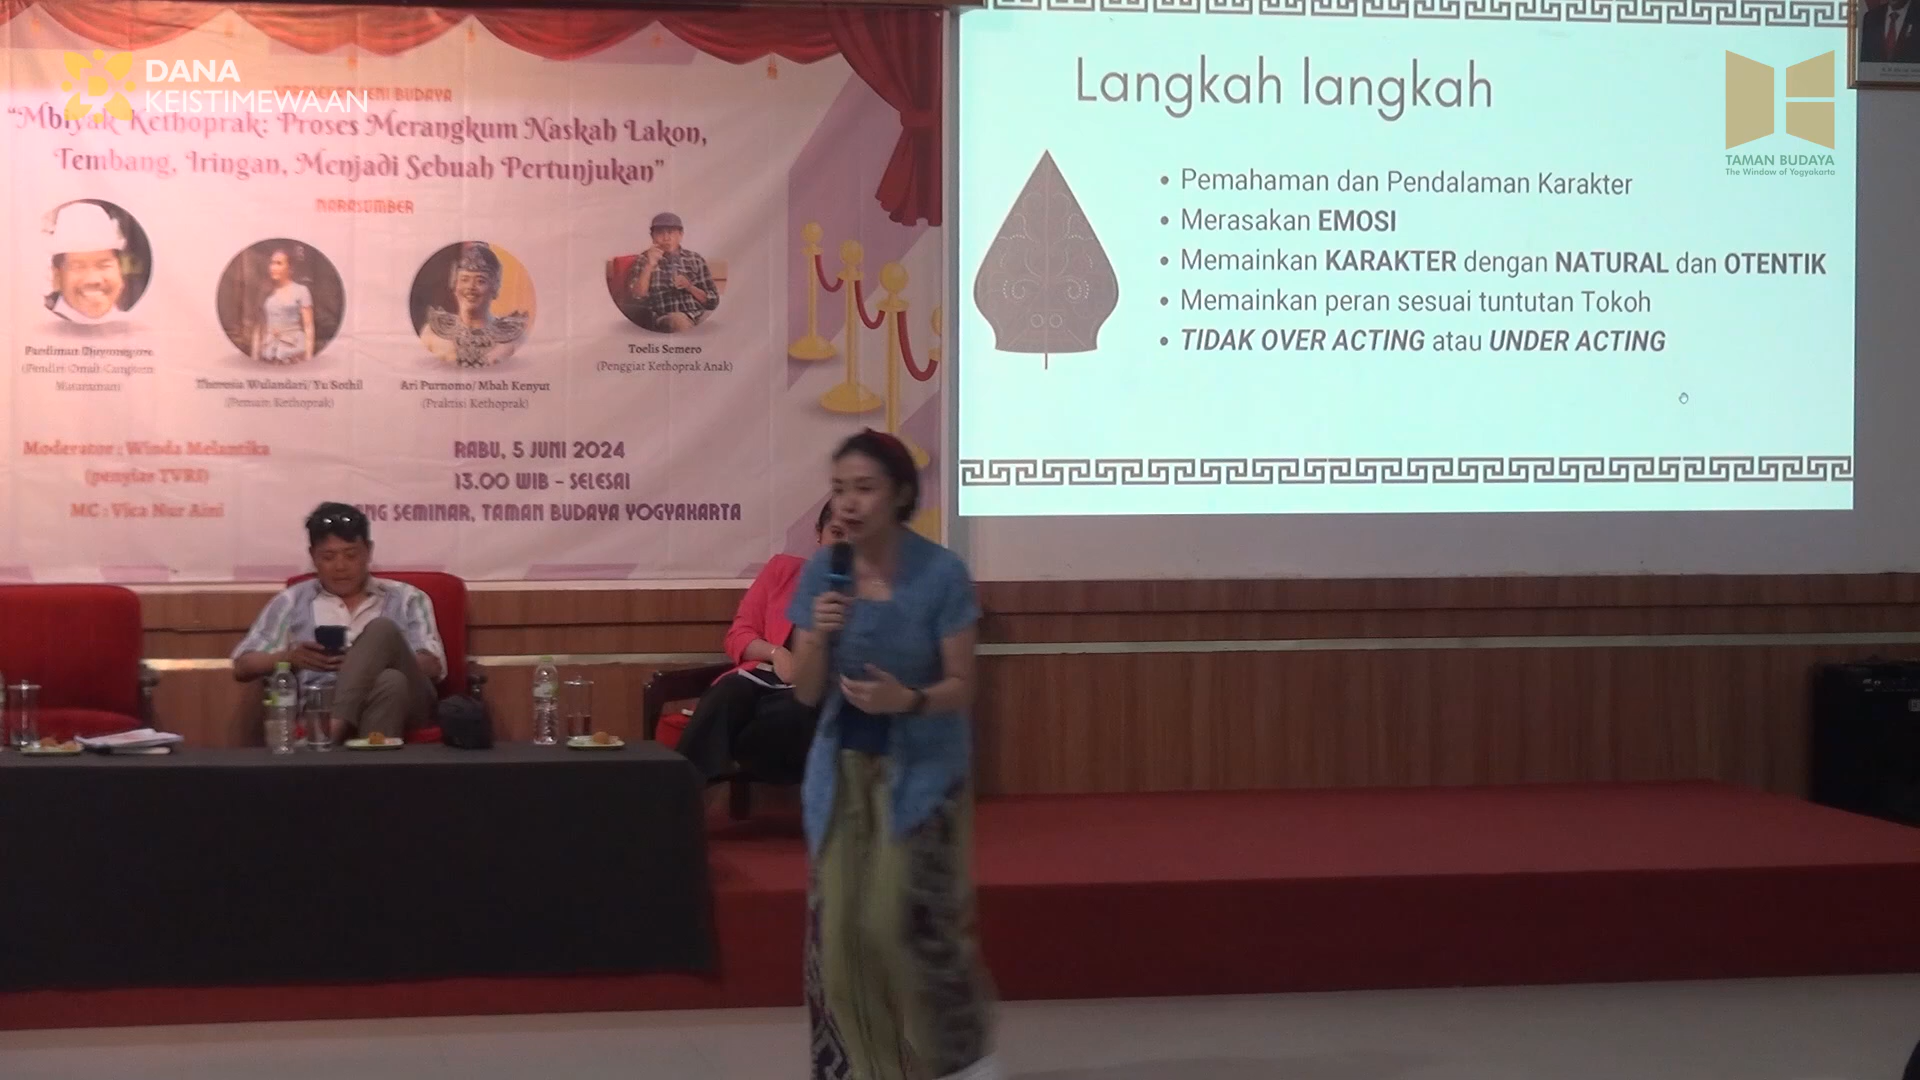 DANA
KEISTIMEWAAN
SENI BUDAYA
“Mbiyak Kethoprak: Proses Merangkum Naskah Lakon,
Tembang, Iringan, Menjadi Sebuah Pertunjukan”
NARASUMBER
Toelis Semero
(Penggiat Kethoprak Anak)
Theresia Wulandari/ Yu Sothil
(Pemain Kethoprak)
Ari Purnomo/ Mbah Kenyut
(Praktisi Kethoprak)
Moderator : Winda Melantika
(penyiar TVRI)
MC : Vica Nur Aini
RABU, 5 JUNI 2024
13.00 WIB - SELESAI
SEMINAR, TAMAN BUDAYA YOGYAKARTA
Langkah langkah
• Pemahaman dan Pendalaman Karakter
• Merasakan EMOSI
• Memainkan KARAKTER dengan NATURAL dan OTENTIK
• Memainkan peran sesuai tuntutan Tokoh
• TIDAK OVER ACTING atau UNDER ACTING
TAMAN BUDAYA
The Window of Yogyakarta